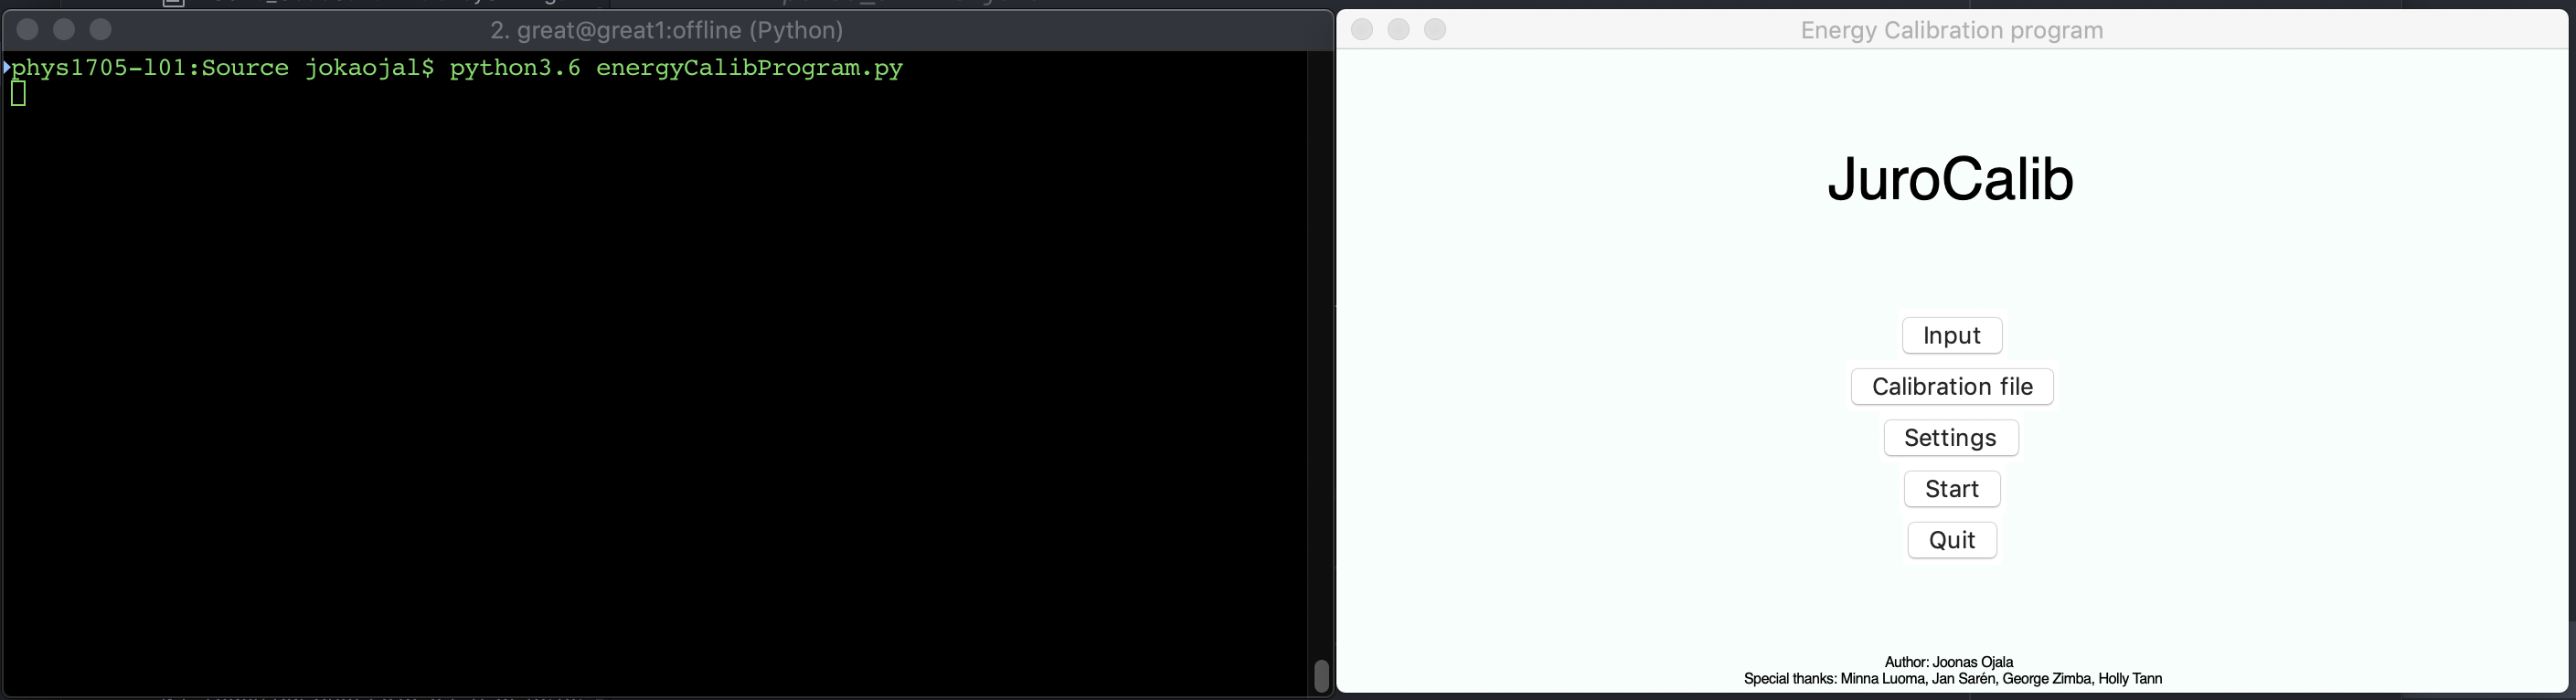 2. great@great1:offline (Python)
phys1705-l01:Source jokaojal$ python3.6 energyCalibProgram.py
Energy Calibration program
JuroCalib
Input
Calibration file
Settings
Start
Quit
Author: Joonas Ojala
Special thanks: Minna Luoma, Jan Sarén, George Zimba, Holly Tann